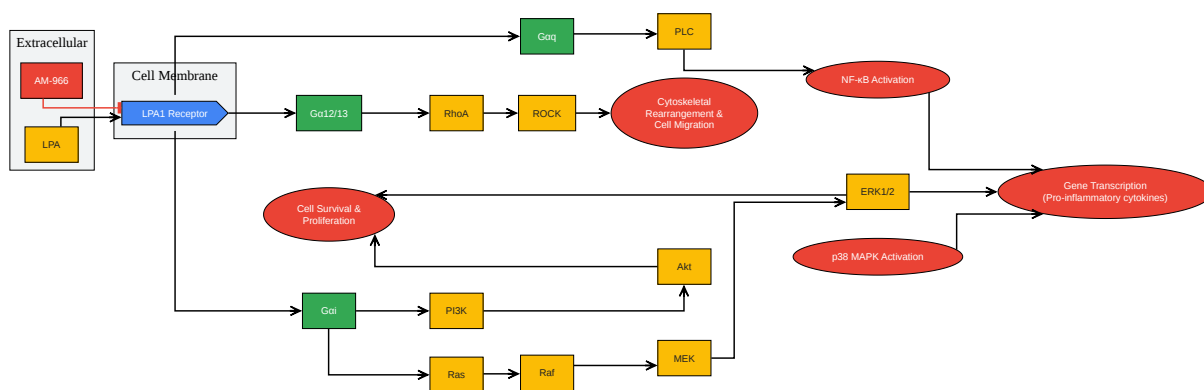 Extracellular
AM-966
LPA
Cell Membrane
LPA1 Receptor
Gαq
PLC
NF-κB Activation
Gα12/13
RhoA
ROCK
Cytoskeletal
Rearrangement &
Cell Migration
ERK1/2
Gene Transcription
(Pro-inflammatory cytokines)
Cell Survival &
Proliferation
p38 MAPK Activation
Akt
Gαi
PI3K
Ras
Raf
MEK